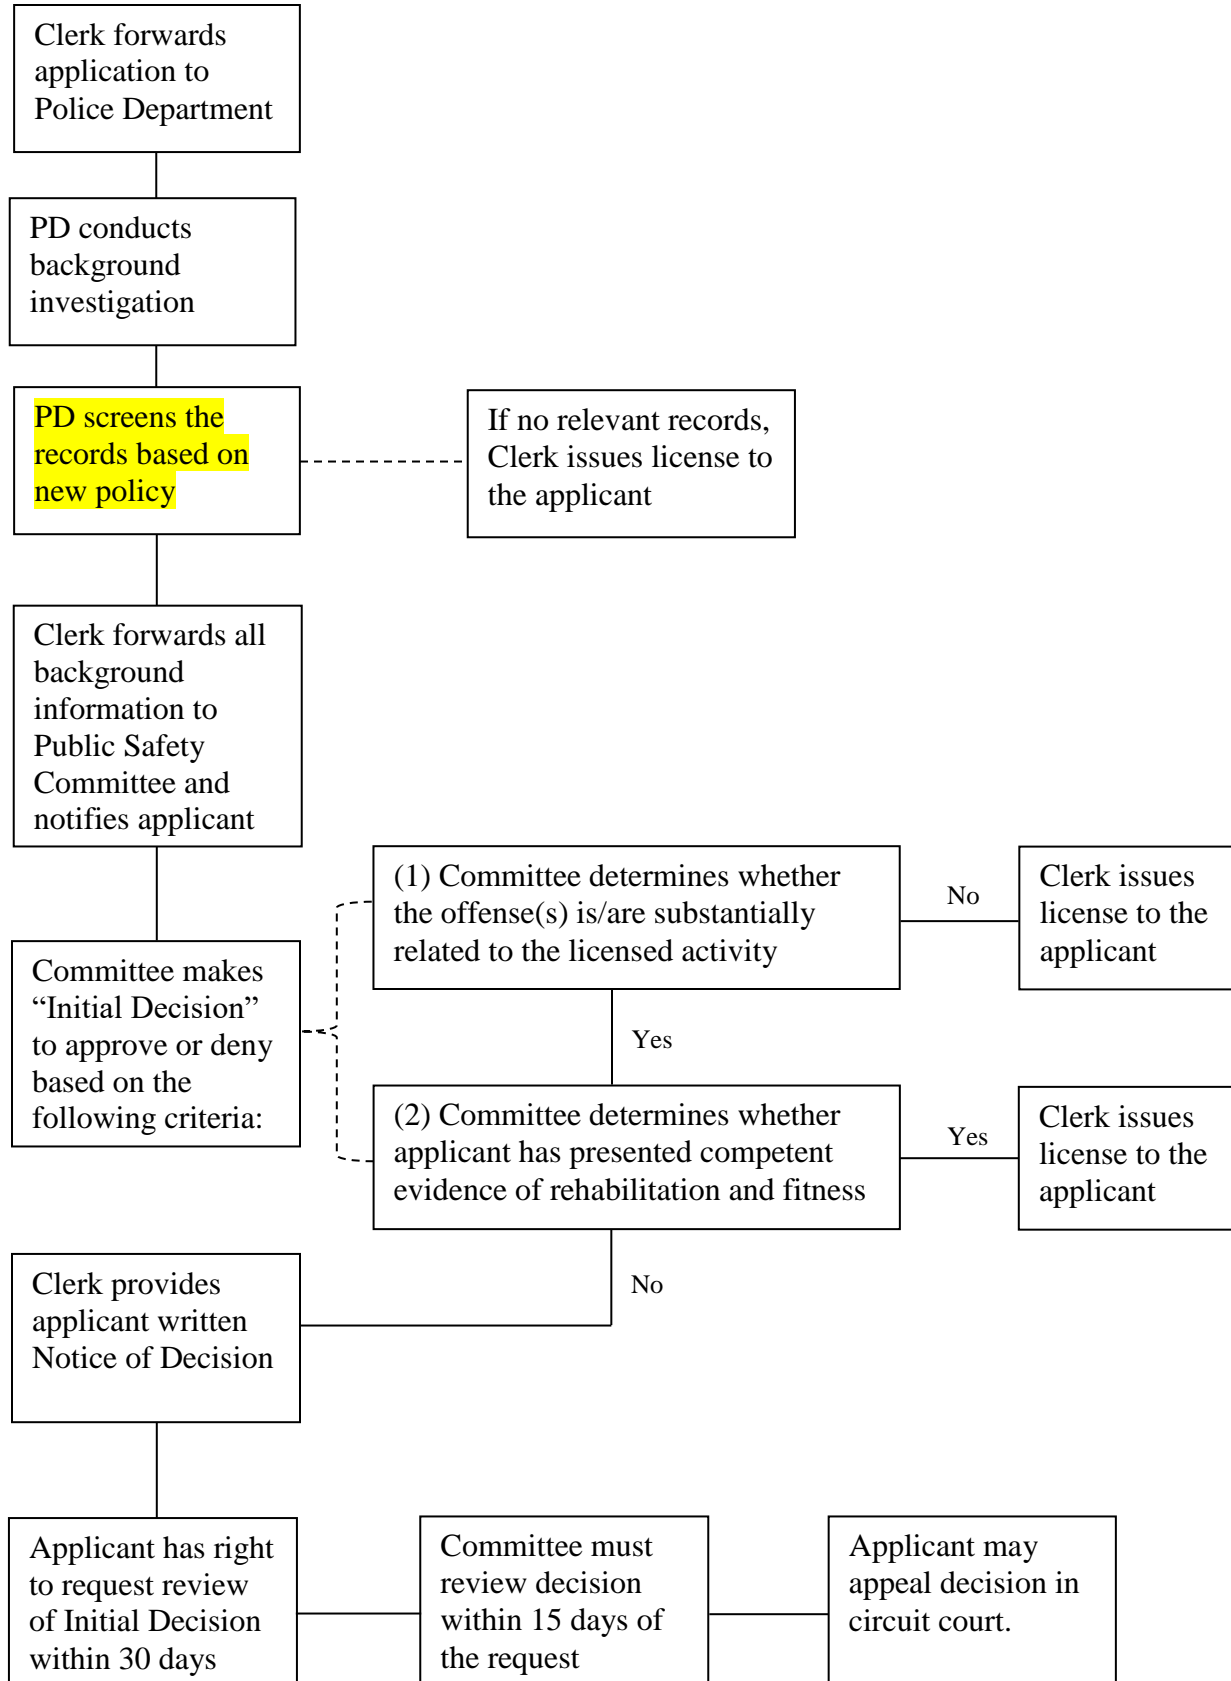 Clerk forwards
application to
Police Department
PD conducts
background
investigation
PD screens the
records based on
new policy
If no relevant records,
Clerk issues license to
the applicant
Clerk forwards all
background
information to
Public Safety
Committee and
notifies applicant
Committee makes
“Initial Decision”
to approve or deny
based on the
following criteria:
(1) Committee determines whether
the offense(s) is/are substantially
related to the licensed activity
No
Clerk issues
license to the
applicant
Yes
(2) Committee determines whether
applicant has presented competent
evidence of rehabilitation and fitness
Yes
Clerk issues
license to the
applicant
No
Clerk provides
applicant written
Notice of Decision
Applicant has right
to request review
of Initial Decision
within 30 days
Committee must
review decision
within 15 days of
the request
Applicant may
appeal decision in
circuit court.